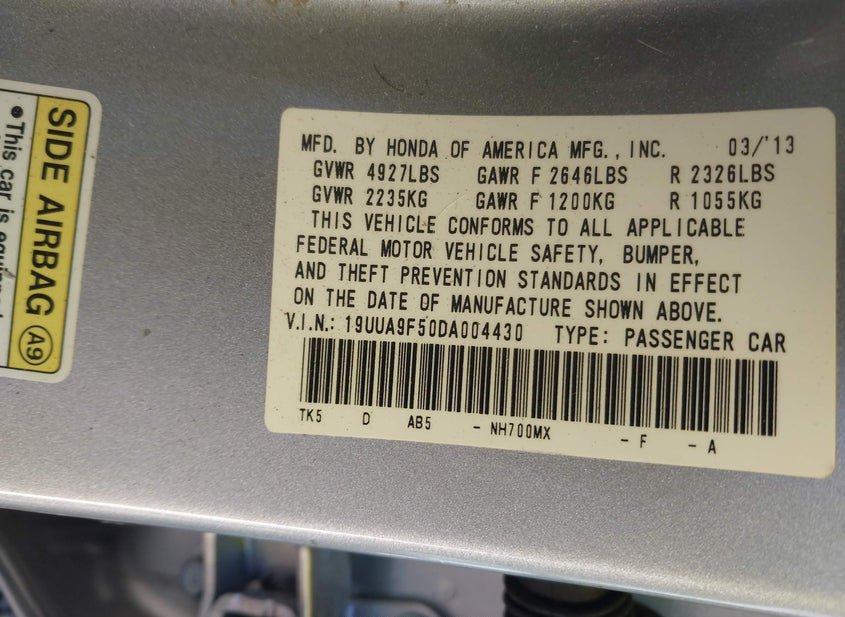 SIDE AIRBAG A9
•This car is
MFD. BY HONDA OF AMERICA MFG., INC. 03/'13
GVWR 4927LBS GAWR F 2646LBS R 2326LBS
GVWR 2235KG GAWR F 1200KG R 1055KG
THIS VEHICLE CONFORMS TO ALL APPLICABLE
FEDERAL MOTOR VEHICLE SAFETY, BUMPER,
AND THEFT PREVENTION STANDARDS IN EFFECT
ON THE DATE OF MANUFACTURE SHOWN ABOVE.
V.I.N.: 19UUA9F50DA004430 TYPE: PASSENGER CAR
TK5 D AB5 - NH700MX - F - A